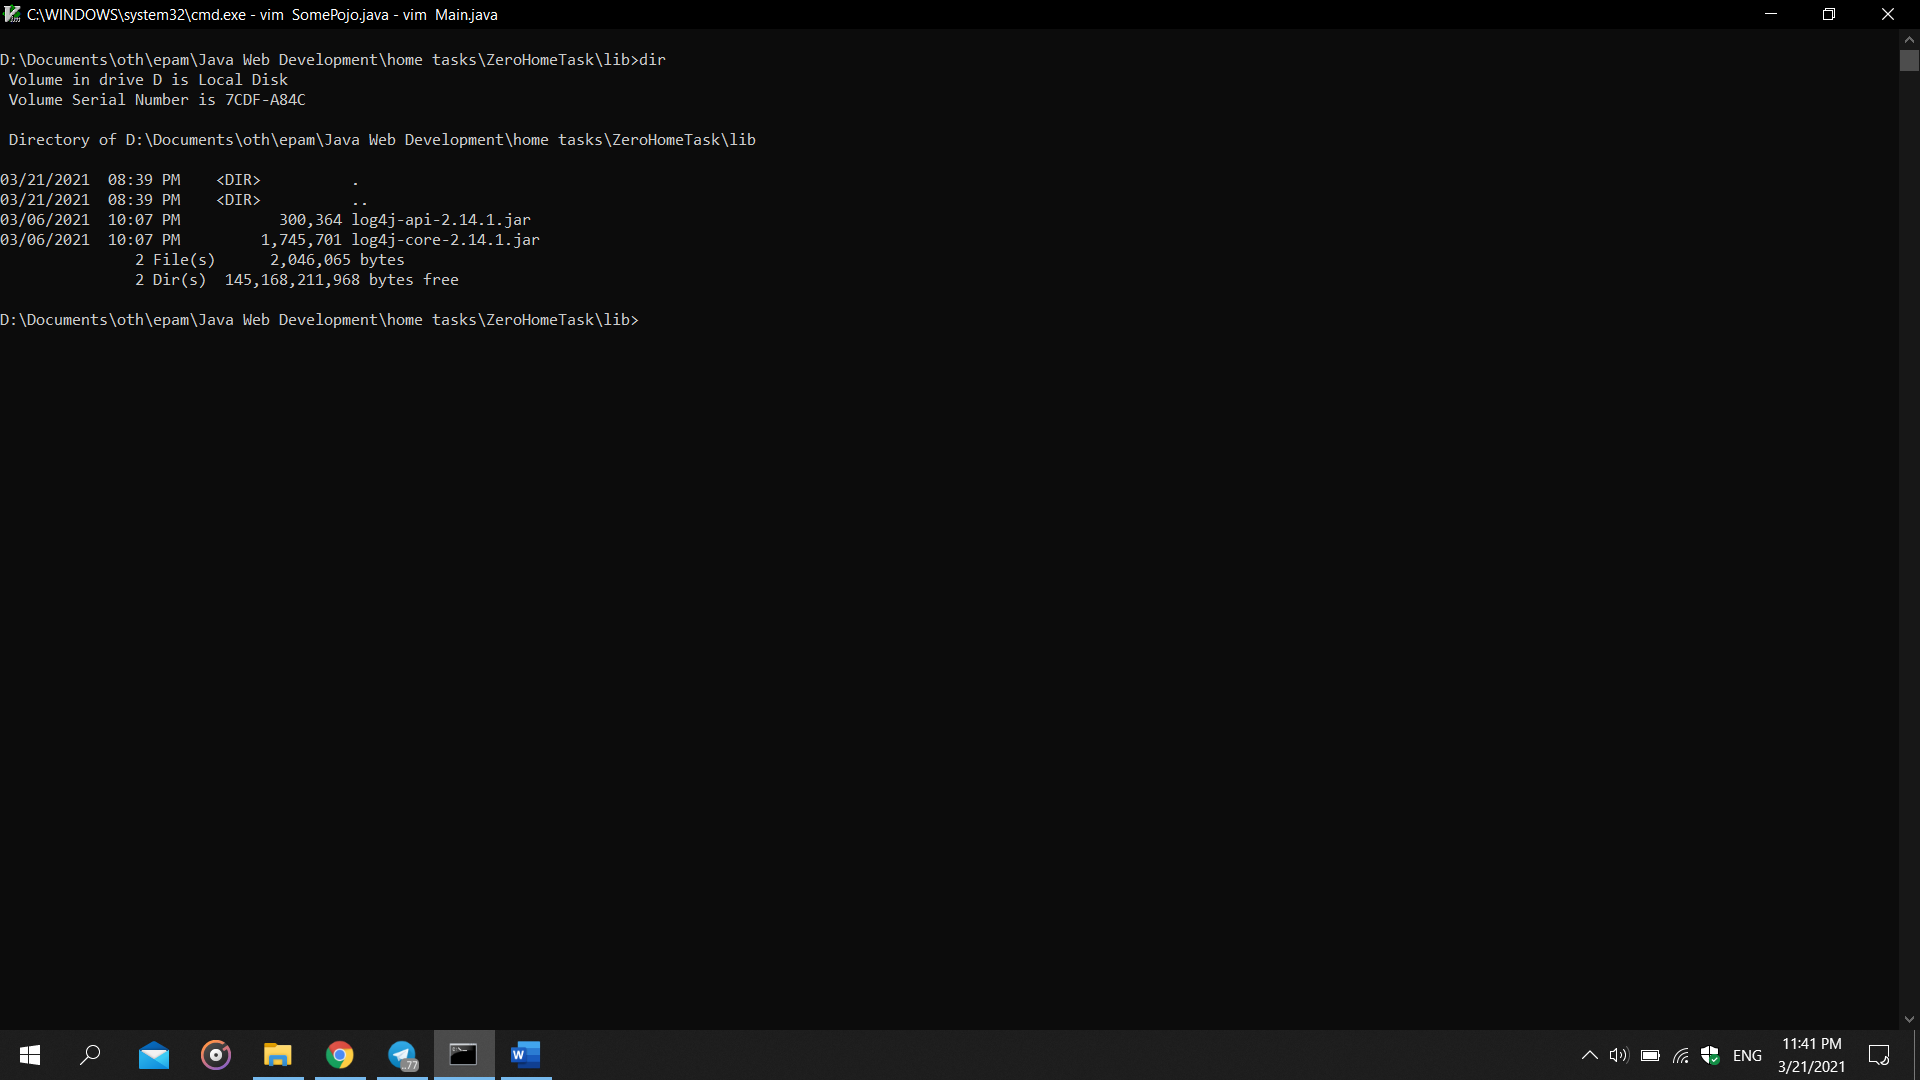 C:\WINDOWS\system32\cmd.exe - vim  SomePojo.java - vim  Main.java
D:\Documents\oth\epam\Java Web Development\home tasks\ZeroHomeTask\lib>dir
 Volume in drive D is Local Disk
 Volume Serial Number is 7CDF-A84C
 Directory of D:\Documents\oth\epam\Java Web Development\home tasks\ZeroHomeTask\lib
03/21/2021  08:39 PM    <DIR>          .
03/21/2021  08:39 PM    <DIR>          ..
03/06/2021  10:07 PM           300,364 log4j-api-2.14.1.jar
03/06/2021  10:07 PM         1,745,701 log4j-core-2.14.1.jar
               2 File(s)      2,046,065 bytes
               2 Dir(s)  145,168,211,968 bytes free
D:\Documents\oth\epam\Java Web Development\home tasks\ZeroHomeTask\lib>
..77
W
ENG
11:41 PM
3/21/2021